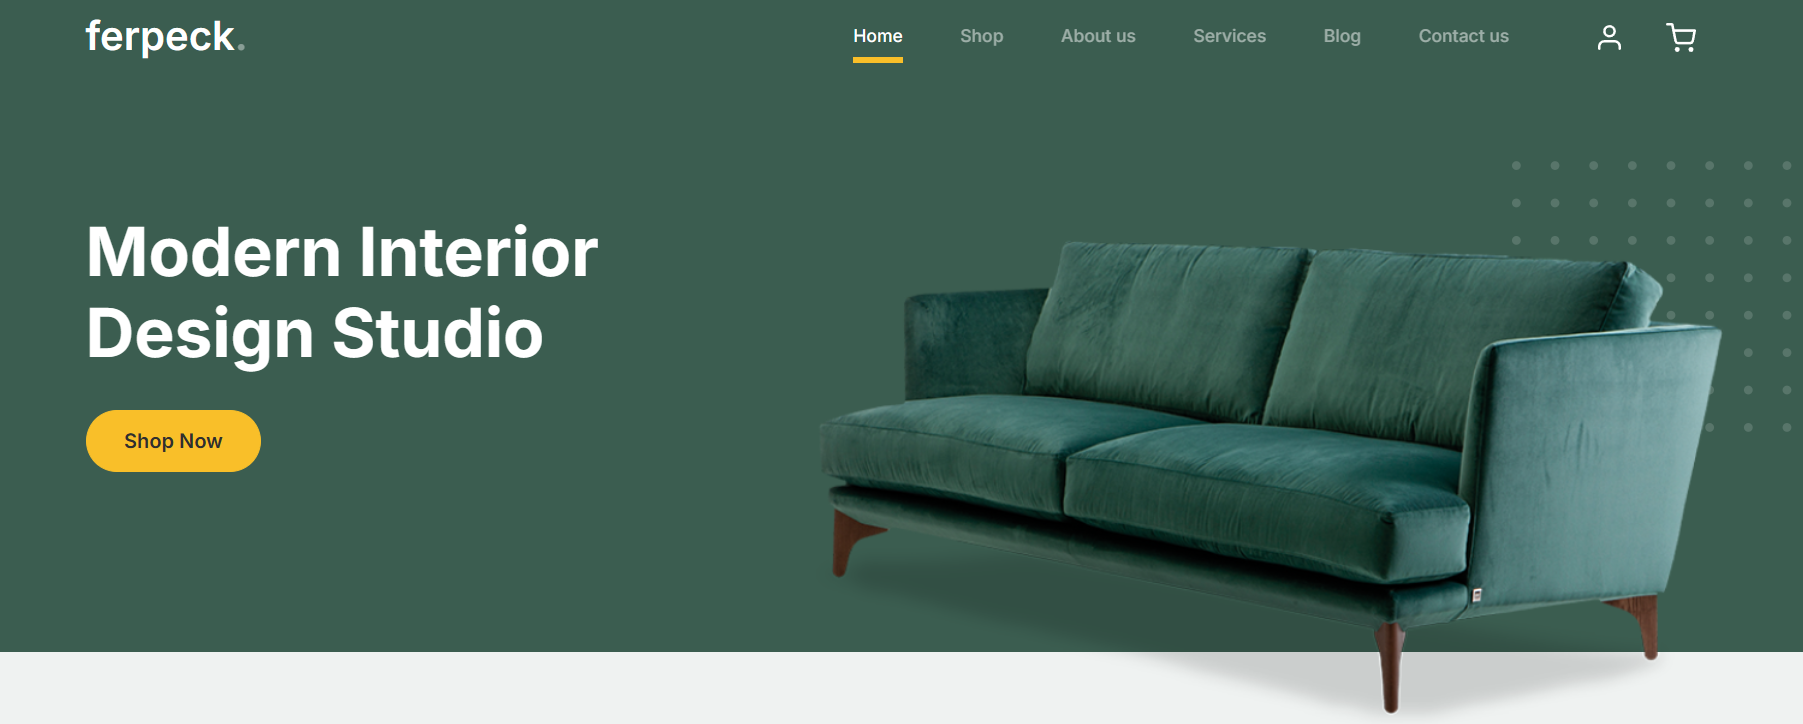 ferpeck.
Home Shop About us Services Blog Contact us
Modern Interior
Design Studio
Shop Now